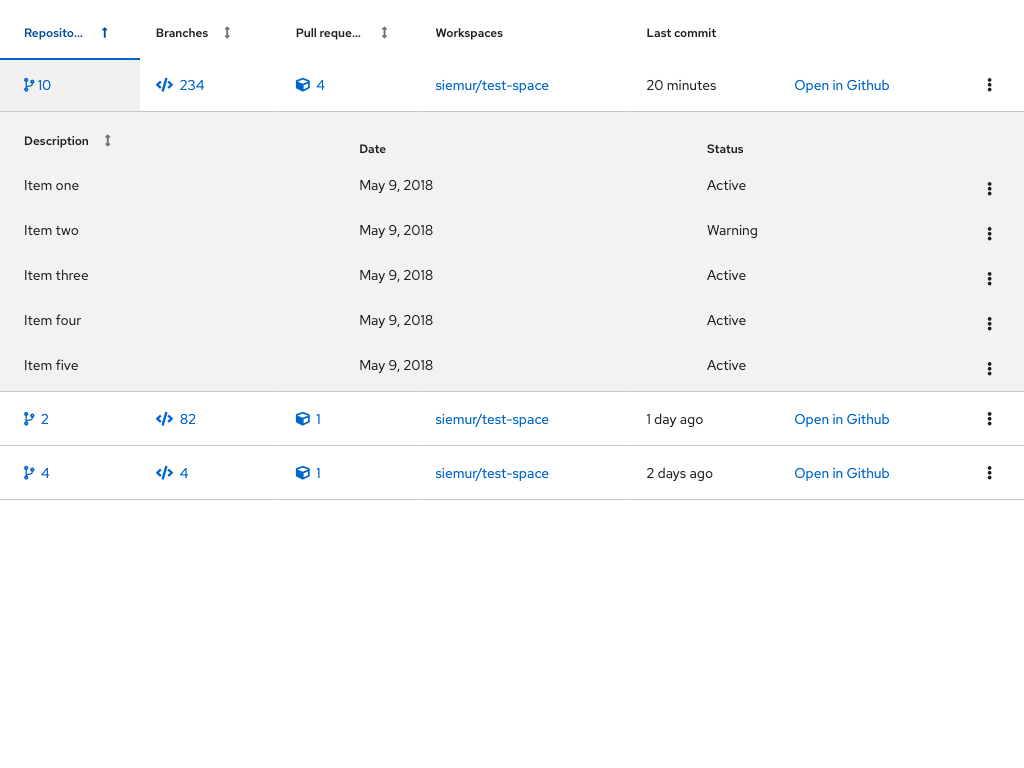 Reposito... Branches Pull reque... Workspaces Last commit
10 234 4 siemur/test-space 20 minutes Open in Github
Description Date Status
Item one May 9, 2018 Active
Item two May 9, 2018 Warning
Item three May 9, 2018 Active
Item four May 9, 2018 Active
Item five May 9, 2018 Active
2 82 1 siemur/test-space 1 day ago Open in Github
4 4 1 siemur/test-space 2 days ago Open in Github